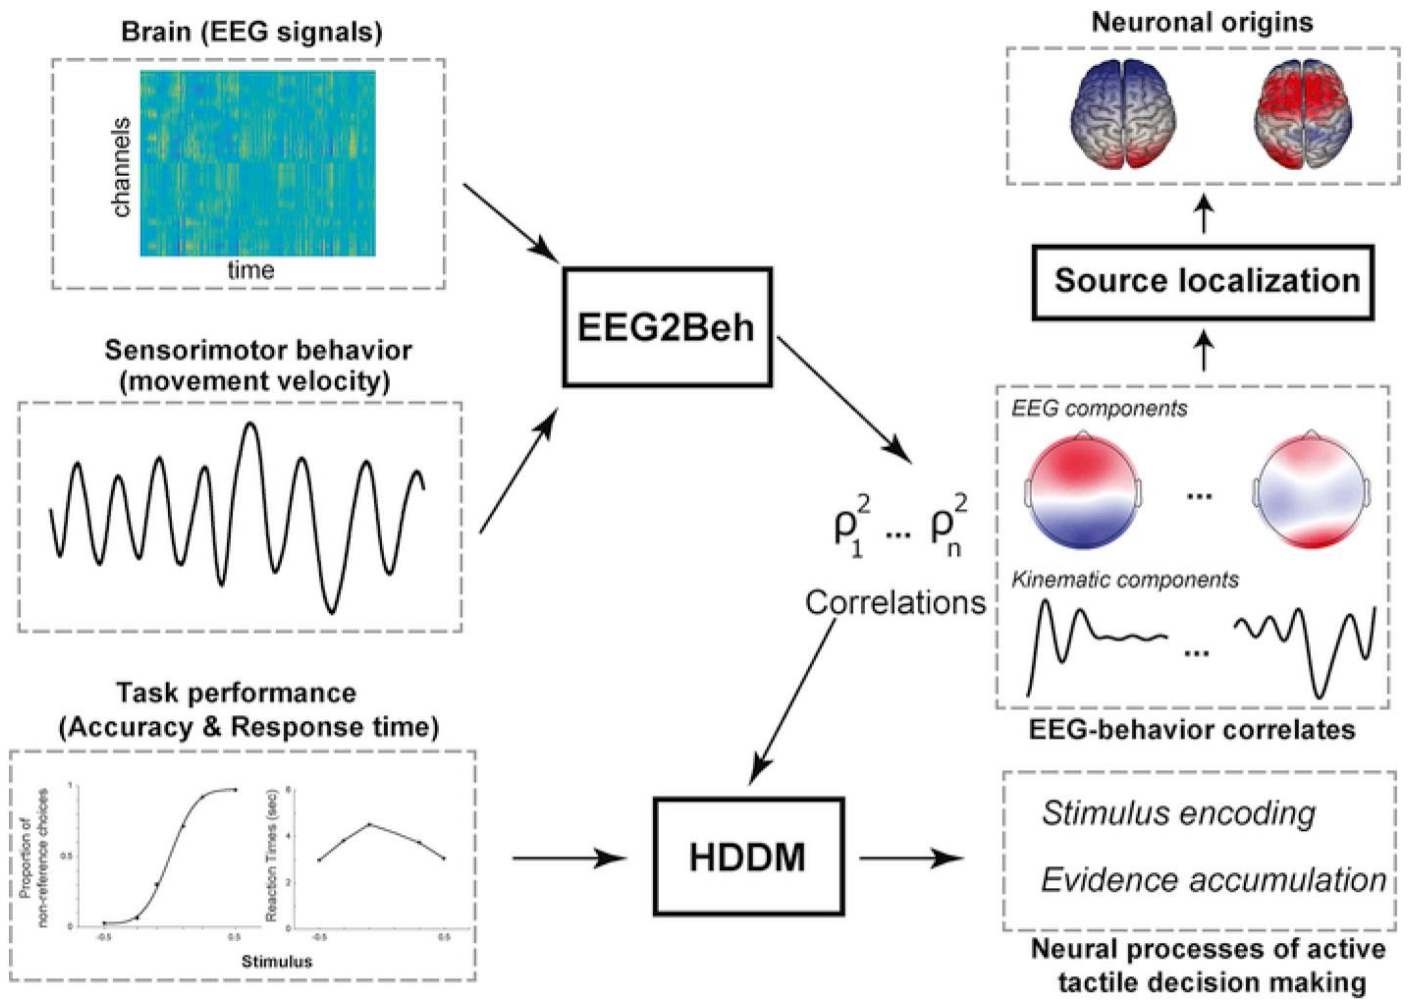 Brain (EEG signals)
channels
time
Sensorimotor behavior
(movement velocity)
Task performance
(Accuracy & Response time)
Proportion of
non-reference choices
1
0.5
0
-0.5
0.5
Reaction Times (sec)
6
4
2
0
-0.5
0.5
Stimulus
EEG2Beh
ρ₁² ... ρₙ²
Correlations
HDDM
Neuronal origins
Source localization
EEG components
...
Kinematic components
...
EEG-behavior correlates
Stimulus encoding
Evidence accumulation
Neural processes of active
tactile decision making